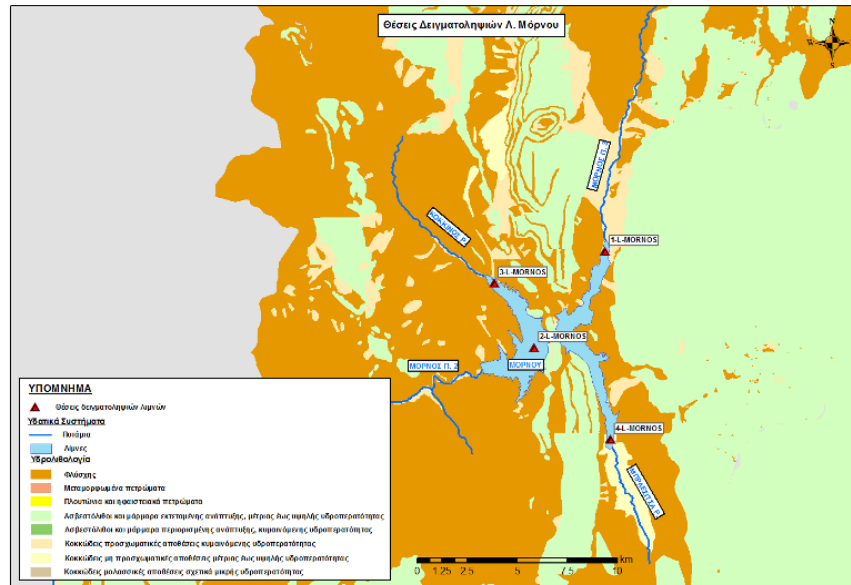 Θέσεις Δειγματοληψιών Λ. Μόρνου
N
W
E
S
ΜΟΡΝΟΣ Π. 3
ΚΟΚΚΙΝΟΣ Ρ.
1-L-MORNOS
3-L-MORNOS
2-L-MORNOS
ΜΟΡΝΟΣ Π. 2
ΜΟΡΝΟΥ
4-L-MORNOS
ΜΠΕΛΕΣΙΤΣΑ Ρ.
ΥΠΟΜΝΗΜΑ
Θέσεις δειγματοληψιών Λιμνών
Υδατικά Συστήματα
Ποτάμια
Λίμνες
Υδρολιθολογία
Φλύσχης
Μεταμορφωμένα πετρώματα
Πλουτώνια και ηφαιστειακά πετρώματα
Ασβεστόλιθοι και μάρμαρα εκτεταμένης ανάπτυξης, μέτριας έως υψηλής υδροπερατότητας
Ασβεστόλιθοι και μάρμαρα περιορισμένης ανάπτυξης, κυμαινόμενης υδροπερατότητας
Κοκκώδεις προσχωματικές αποθέσεις κυμαινόμενης υδροπερατότητας
Κοκκώδεις μη προσχωματικές αποθέσεις μέτριας έως υψηλής υδροπερατότητας
Κοκκώδεις μολασσικές αποθέσεις σχετικά μικρής υδροπερατότητας
0 1.25 2.5 5 7.5 10
km